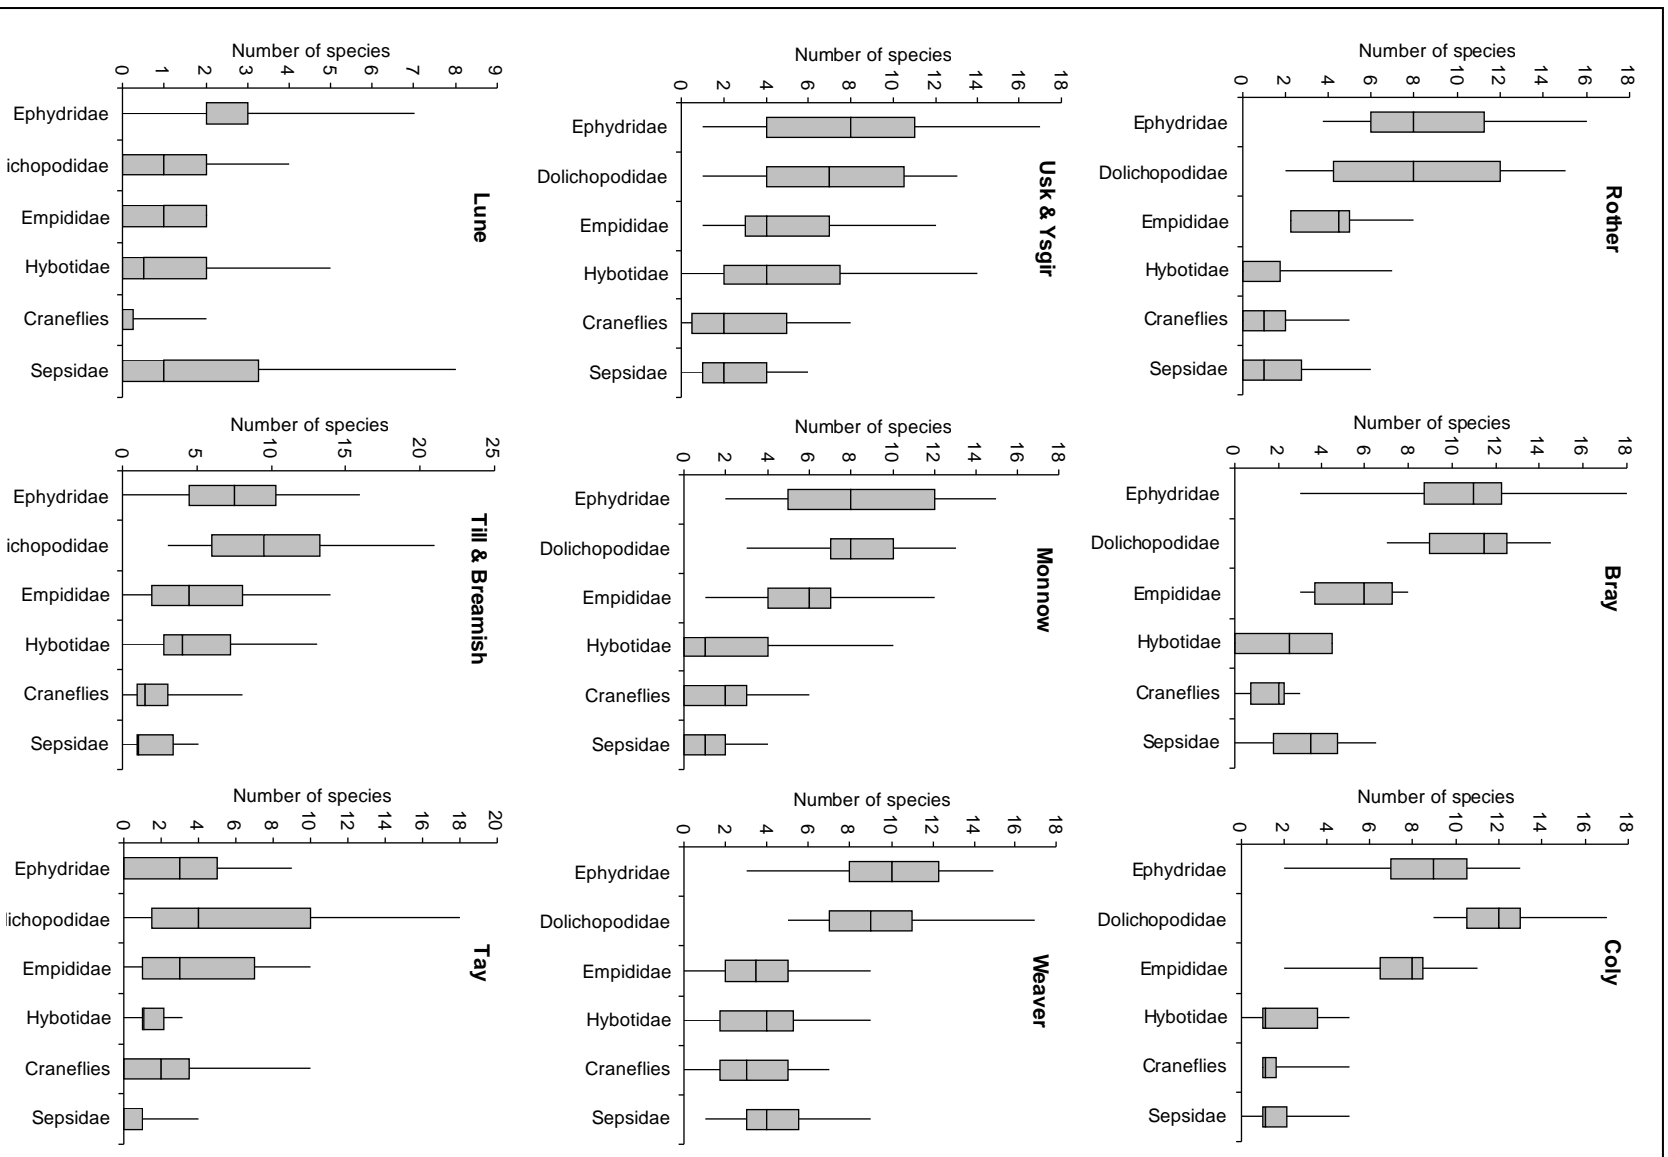 Number of species
0 1 2 3 4 5 6 7 8 9
Ephydridae
ichopodidae
Empididae
Hybotidae
Craneflies
Sepsidae
Lune
Number of species
0 2 4 6 8 10 12 14 16 18
Ephydridae
Dolichopodidae
Empididae
Hybotidae
Craneflies
Sepsidae
Usk & Ysgir
Number of species
0 2 4 6 8 10 12 14 16 18
Ephydridae
Dolichopodidae
Empididae
Hybotidae
Craneflies
Sepsidae
Rother
Number of species
0 5 10 15 20 25
Ephydridae
ichopodidae
Empididae
Hybotidae
Craneflies
Sepsidae
Till & Breamish
Number of species
0 2 4 6 8 10 12 14 16 18
Ephydridae
Dolichopodidae
Empididae
Hybotidae
Craneflies
Sepsidae
Monnow
Number of species
0 2 4 6 8 10 12 14 16 18
Ephydridae
Dolichopodidae
Empididae
Hybotidae
Craneflies
Sepsidae
Bray
Number of species
0 2 4 6 8 10 12 14 16 18 20
Ephydridae
lichopodidae
Empididae
Hybotidae
Craneflies
Sepsidae
Tay
Number of species
0 2 4 6 8 10 12 14 16 18
Ephydridae
Dolichopodidae
Empididae
Hybotidae
Craneflies
Sepsidae
Weaver
Number of species
0 2 4 6 8 10 12 14 16 18
Ephydridae
Dolichopodidae
Empididae
Hybotidae
Craneflies
Sepsidae
Coly